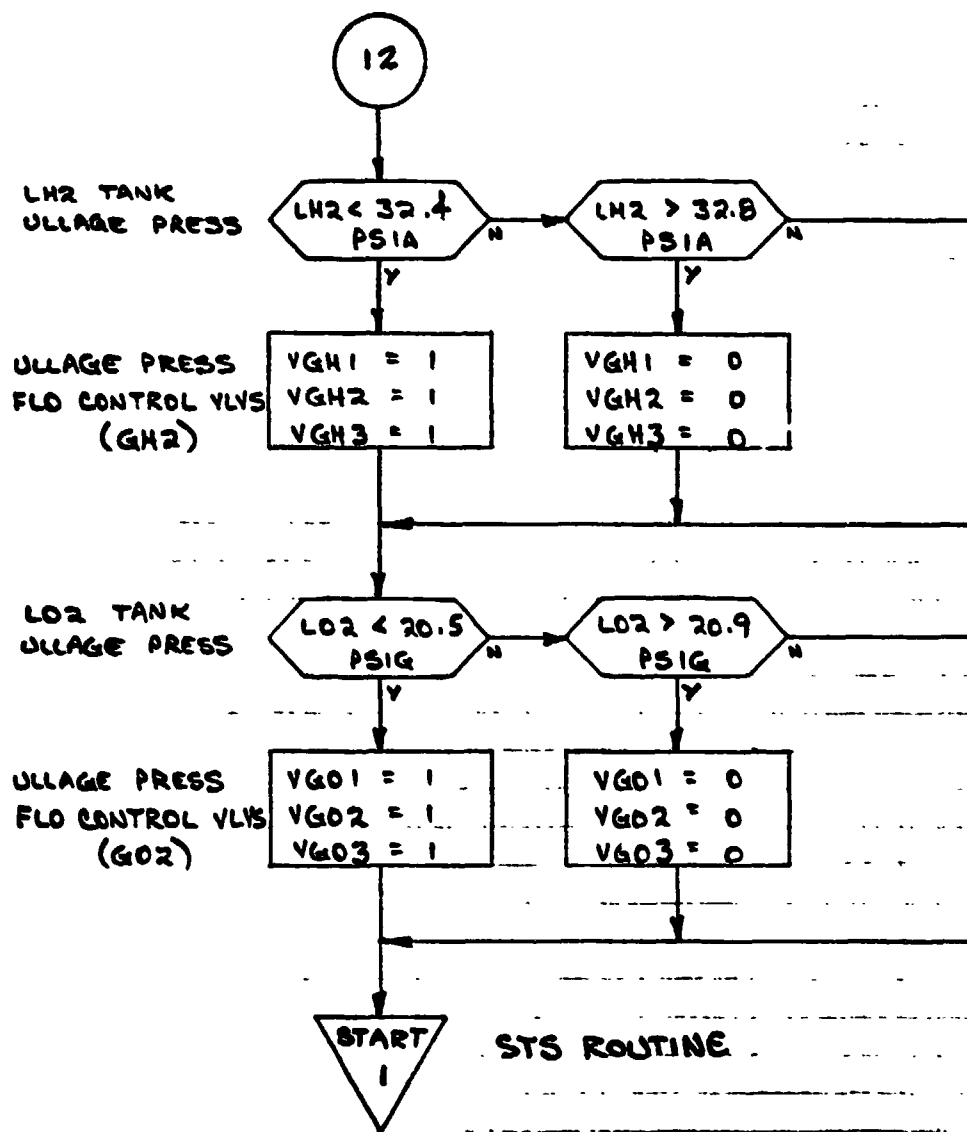 12
LH2 TANK
ULLAGE PRESS
LH2 < 32.4
PSIA
N
Y
LH2 > 32.8
PSIA
N
Y
ULLAGE PRESS
FLO CONTROL VLVS
(GH2)
VGH1 = 1
VGH2 = 1
VGH3 = 1
VGH1 = 0
VGH2 = 0
VGH3 = 0
LO2 TANK
ULLAGE PRESS
LO2 < 20.5
PSIG
N
Y
LO2 > 20.9
PSIG
N
Y
ULLAGE PRESS
FLO CONTROL VLVS
(GO2)
VGO1 = 1
VGO2 = 1
VGO3 = 1
VGO1 = 0
VGO2 = 0
VGO3 = 0
START
1
STS ROUTINE